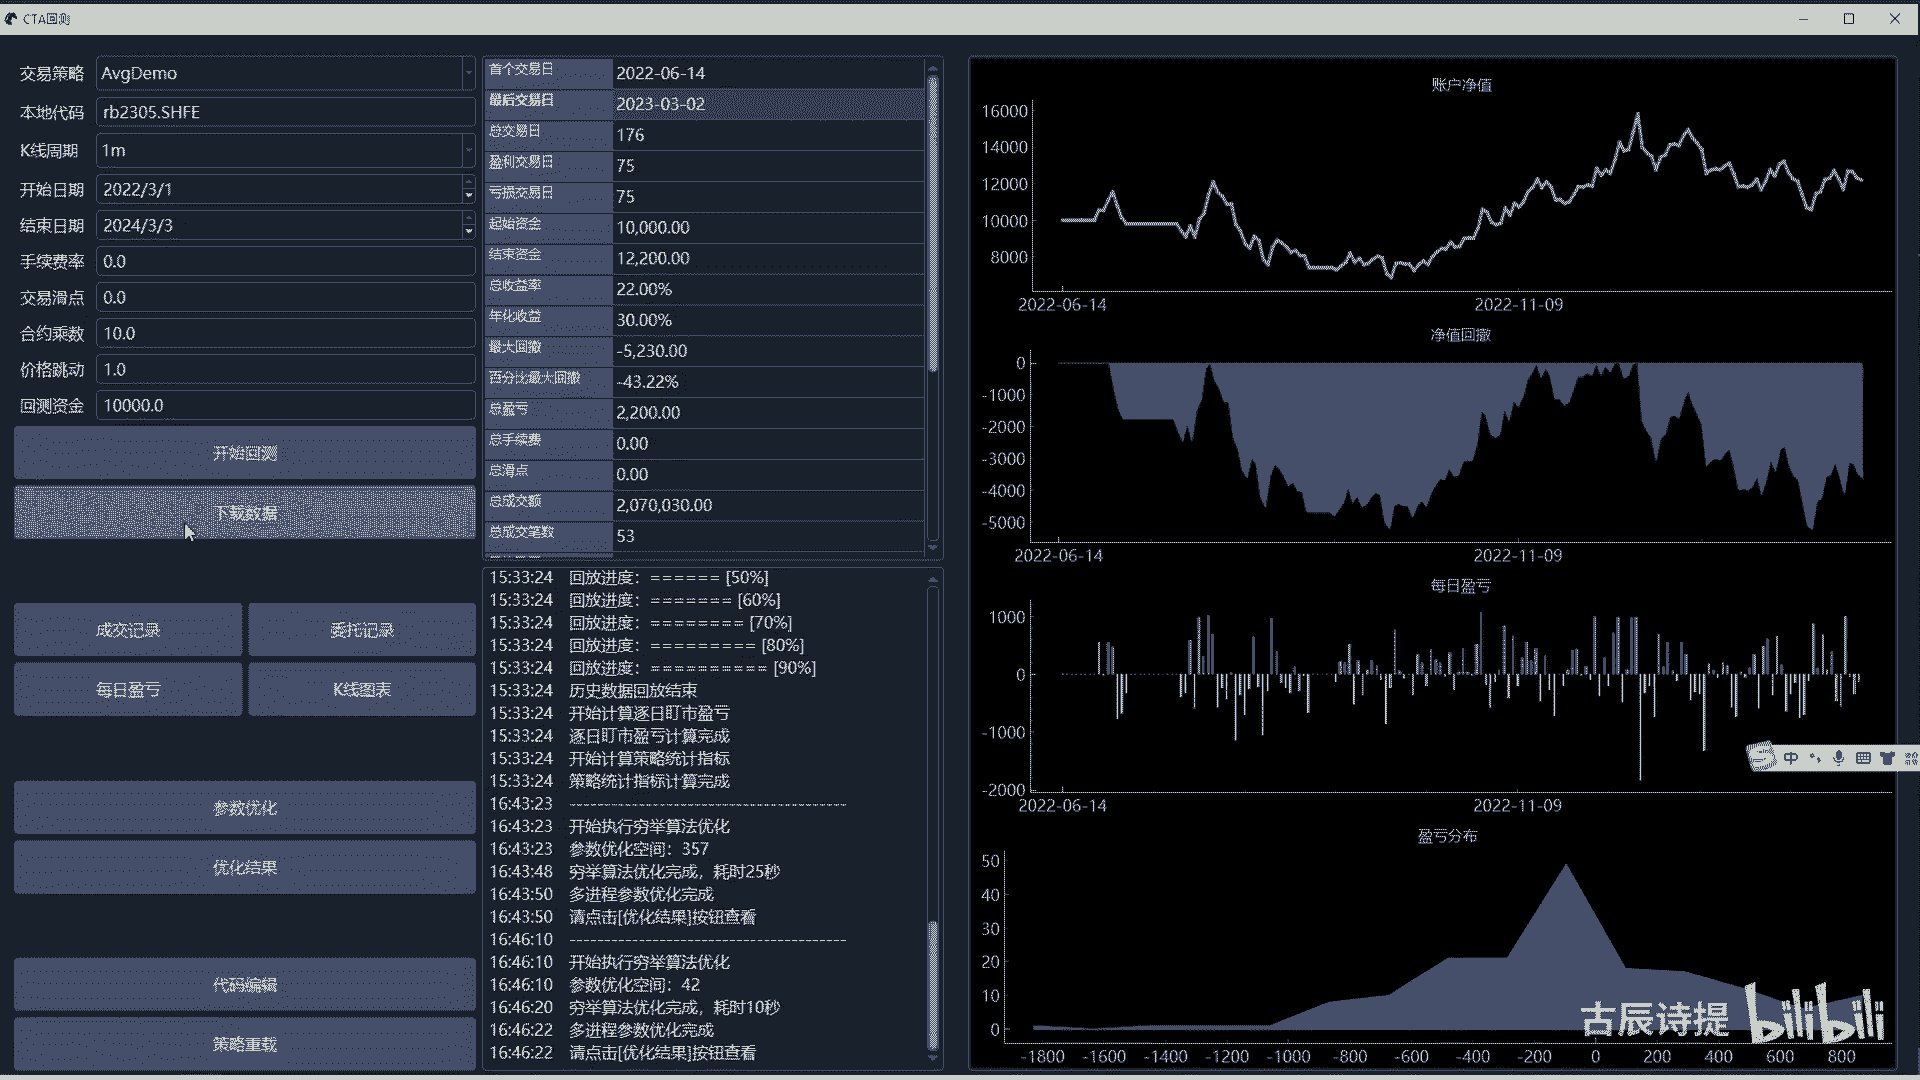 CTA回测
交易策略 AvgDemo
本地代码 rb2305.SHFE
K线周期 1m
开始日期 2022/3/1
结束日期 2024/3/3
手续费率 0.0
交易滑点 0.0
合约乘数 10.0
价格跳动 1.0
回测资金 10000.0
开始回测
下载数据
成交记录 委托记录
每日盈亏 K线图表
参数优化
优化结果
代码编辑
策略重载
首个交易日 2022-06-14
最后交易日 2023-03-02
总交易日 176
盈利交易日 75
亏损交易日 75
起始资金 10,000.00
结束资金 12,200.00
总收益率 22.00%
年化收益 30.00%
最大回撤 -5,230.00
百分比最大回撤 -43.22%
总盈亏 2,200.00
总手续费 0.00
总滑点 0.00
总成交额 2,070,030.00
总成交笔数 53
15:33:24 回放进度：====== [50%]
15:33:24 回放进度：======= [60%]
15:33:24 回放进度：======== [70%]
15:33:24 回放进度：========= [80%]
15:33:24 回放进度：========== [90%]
15:33:24 历史数据回放结束
15:33:24 开始计算逐日盯市盈亏
15:33:24 逐日盯市盈亏计算完成
15:33:24 开始计算策略统计指标
15:33:24 策略统计指标计算完成
16:43:23 ----------------------------------------
16:43:23 开始执行穷举算法优化
16:43:23 参数优化空间：357
16:43:48 穷举算法优化完成，耗时25秒
16:43:50 多进程参数优化完成
16:43:50 请点击[优化结果]按钮查看
16:46:10 ----------------------------------------
16:46:10 开始执行穷举算法优化
16:46:10 参数优化空间：42
16:46:20 穷举算法优化完成，耗时10秒
16:46:22 多进程参数优化完成
16:46:22 请点击[优化结果]按钮查看
账户净值
16000
14000
12000
10000
8000
2022-06-14 2022-11-09
净值回撤
0
-1000
-2000
-3000
-4000
-5000
2022-06-14 2022-11-09
每日盈亏
1000
0
-1000
-2000
2022-06-14 2022-11-09
中
盈亏分布
50
40
30
20
10
0
-1800 -1600 -1400 -1200 -1000 -800 -600 -400 -200 0 200 400 600 800
古辰诗提 bilibili